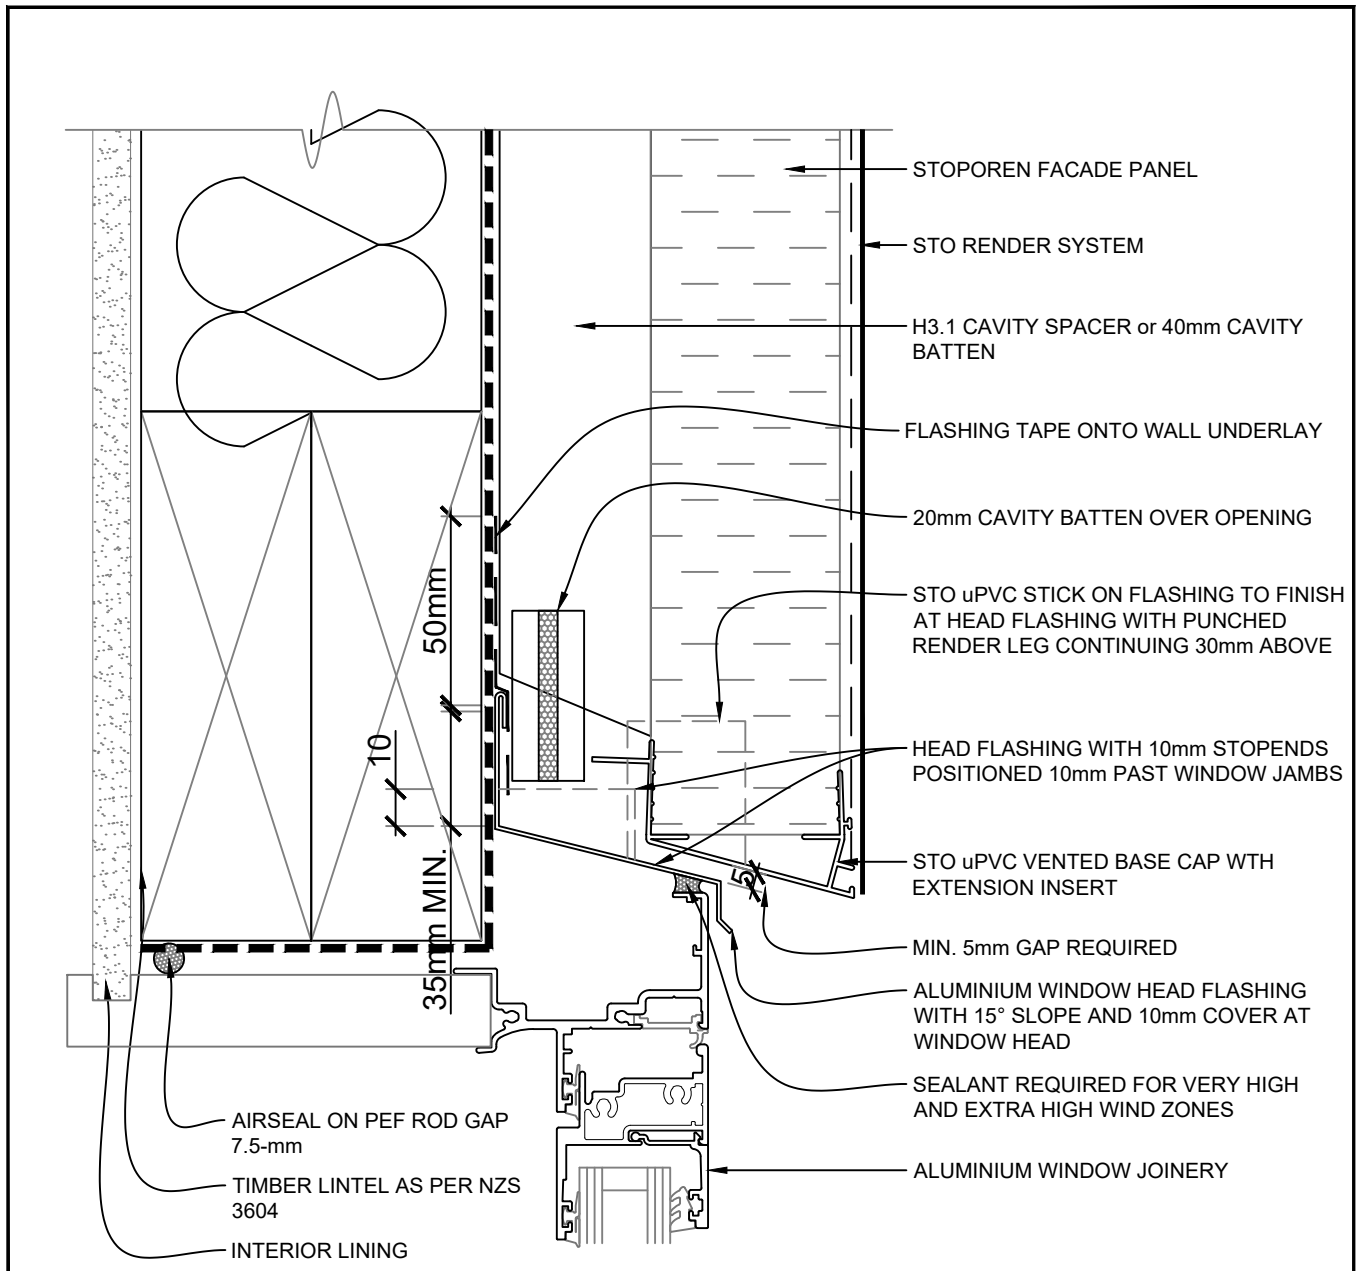 STOPOREN FACADE PANEL
STO RENDER SYSTEM
H3.1 CAVITY SPACER or 40mm CAVITY
BATTEN
FLASHING TAPE ONTO WALL UNDERLAY
20mm CAVITY BATTEN OVER OPENING
STO uPVC STICK ON FLASHING TO FINISH
AT HEAD FLASHING WITH PUNCHED
RENDER LEG CONTINUING 30mm ABOVE
HEAD FLASHING WITH 10mm STOPENDS
POSITIONED 10mm PAST WINDOW JAMBS
STO uPVC VENTED BASE CAP WTH
EXTENSION INSERT
MIN. 5mm GAP REQUIRED
ALUMINIUM WINDOW HEAD FLASHING
WITH 15° SLOPE AND 10mm COVER AT
WINDOW HEAD
SEALANT REQUIRED FOR VERY HIGH
AND EXTRA HIGH WIND ZONES
ALUMINIUM WINDOW JOINERY
50mm
10
35mm MIN.
5
AIRSEAL ON PEF ROD GAP
7.5-mm
TIMBER LINTEL AS PER NZS
3604
INTERIOR LINING